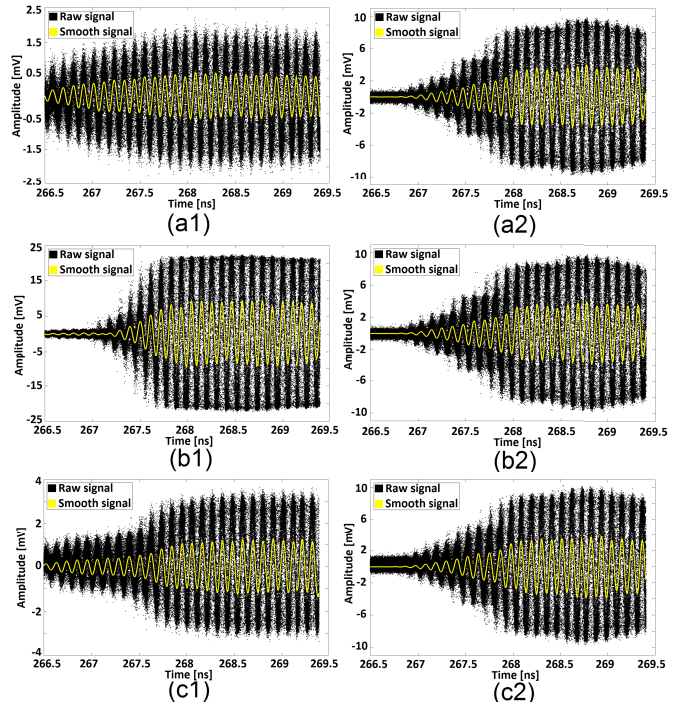 2.5
Raw signal
Smooth signal
1.5
0.5
-0.5
-1.5
-2.5
Amplitude [mV]
266.5 267 267.5 268 268.5 269 269.5
Time [ns]
(a1)
10
Raw signal
Smooth signal
6
2
-2
-6
-10
Amplitude [mV]
266.5 267 267.5 268 268.5 269 269.5
Time [ns]
(a2)
25
Raw signal
Smooth signal
15
5
-5
-15
-25
Amplitude [mV]
266.5 267 267.5 268 268.5 269 269.5
Time [ns]
(b1)
10
Raw signal
Smooth signal
6
2
-2
-6
-10
Amplitude [mV]
266.5 267 267.5 268 268.5 269 269.5
Time [ns]
(b2)
4
Raw signal
Smooth signal
2
0
-2
-4
Amplitude [mV]
266.5 267 267.5 268 268.5 269 269.5
Time [ns]
(c1)
10
Raw signal
Smooth signal
6
2
-2
-6
-10
Amplitude [mV]
266.5 267 267.5 268 268.5 269 269.5
Time [ns]
(c2)